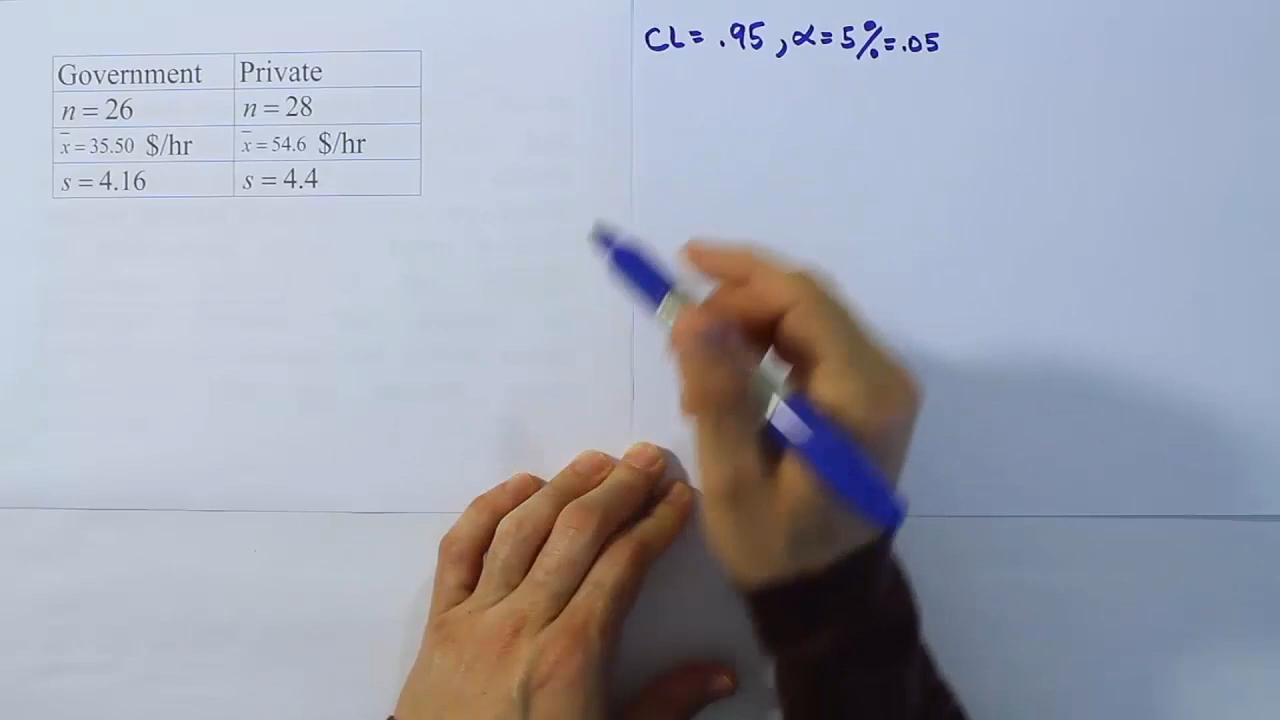 CL= .95, α= 5%=.05
Government Private
n = 26 n = 28
x̄ = 35.50 $/hr x̄ = 54.6 $/hr
s = 4.16 s = 4.4